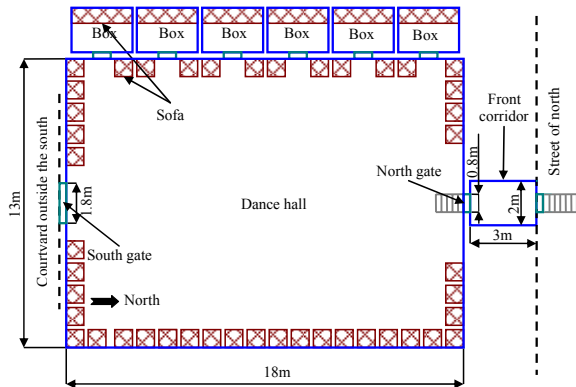 Box Box Box Box Box Box
Sofa
Front
corridor
Street of north
Courtyard outside the south
North gate
0.8m
2m
3m
13m
1.8m
Dance hall
South gate
North
18m